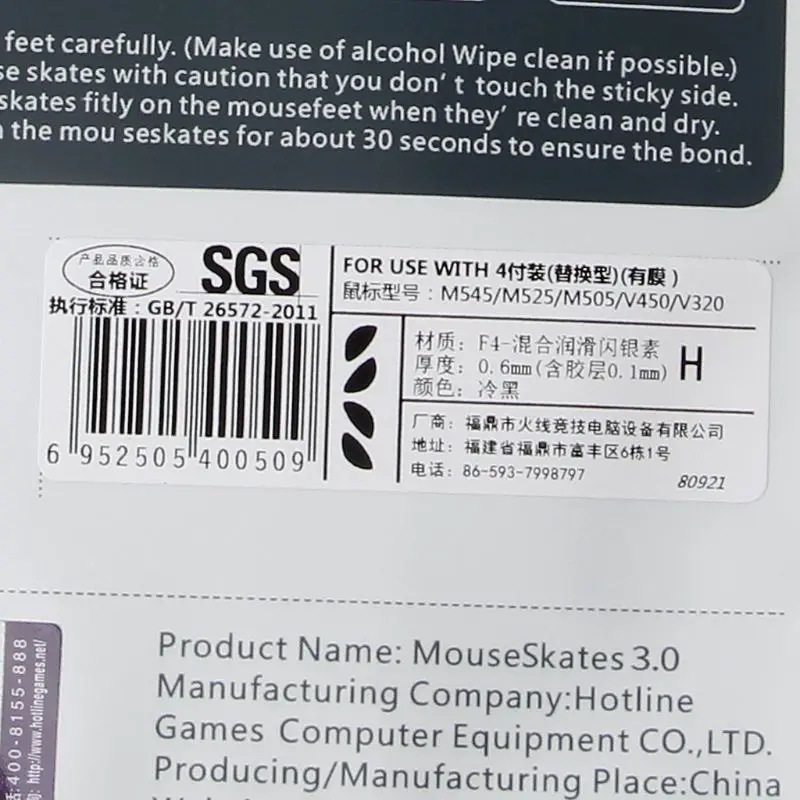 feet carefully. (Make use of alcohol Wipe clean if possible.)
se skates with caution that you don't touch the sticky side.
skates fitly on the mousefeet when they're clean and dry.
the mou seskates for about 30 seconds to ensure the bond.
产品品质合格
合格证
SGS
执行标准：GB/T 26572-2011
6 952505 400509
FOR USE WITH 4付装(替换型)(有膜)
鼠标型号：M545/M525/M505/V450/V320
材质：F4-混合润滑闪银素
厚度：0.6mm(含胶层0.1mm)
颜色：冷黑
H
厂商：福鼎市火线竞技电脑设备有限公司
地址：福建省福鼎市富丰区6栋1号
电话：86-593-7998797
80921
Product Name: MouseSkates 3.0
Manufacturing Company:Hotline
Games Computer Equipment CO.,LTD.
Producing/Manufacturing Place:China
:400-8155-888
http://www.hotlinegames.net/